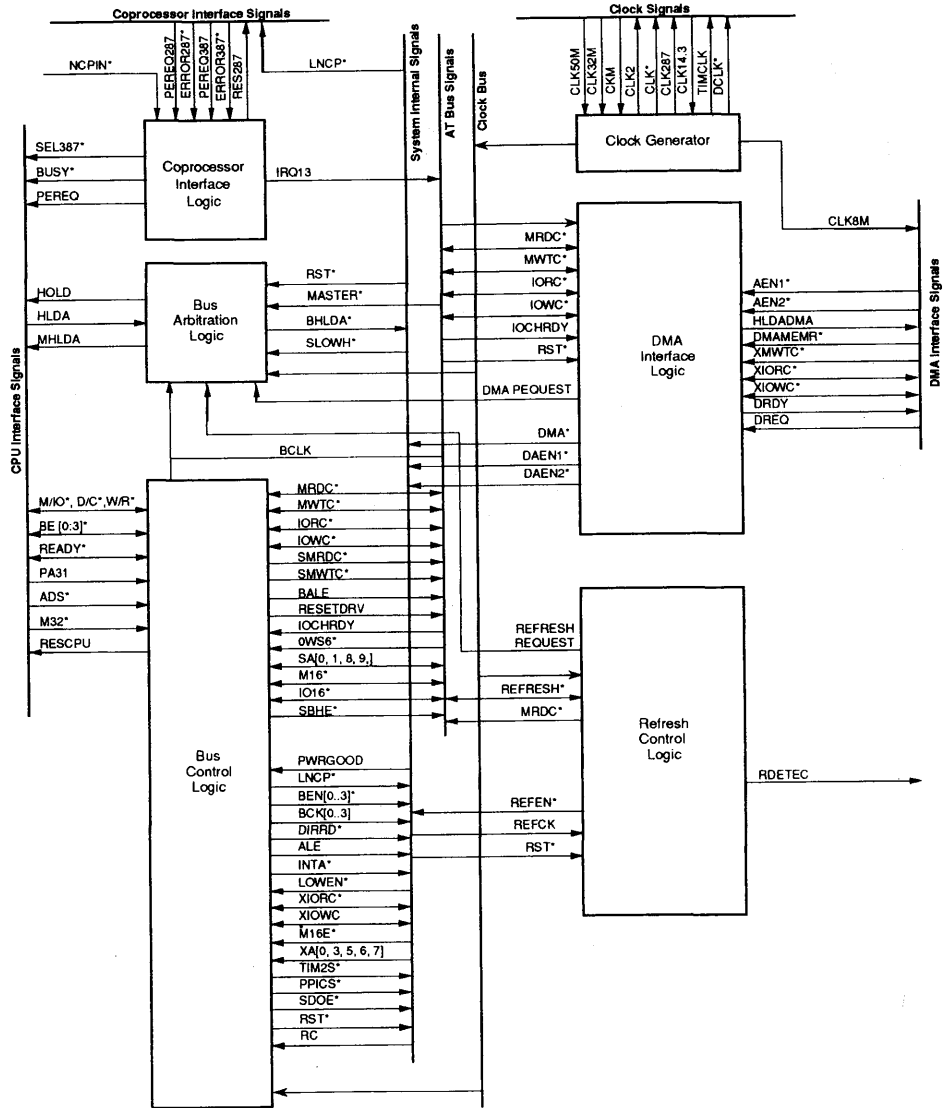 Coprocessor Interface Signals
Clock Signals
NCPIN*
PEREQ287
ERROR287*
PEREQ387
ERROR387*
RES287
LNCP*
System Internal Signals
AT Bus Signals
Clock Bus
CLK50M
CLK32M
CKM
CLK2
CLK*
CLK287
CLK14.3
TIMCLK
DCLK*
SEL387*
BUSY*
PEREQ
Coprocessor
Interface
Logic
IRQ13
Clock Generator
CLK8M
HOLD
HLDA
MHLDA
Bus
Arbitration
Logic
RST*
MASTER*
BHLDA*
SLOWH*
MRDC*
MWTC*
IORC*
IOWC*
IOCHRDY
RST*
DMA PEQUEST
DMA*
DAEN1*
DAEN2*
DMA
Interface
Logic
AEN1*
AEN2*
HLDADMA
DMAMEMR*
XMWTC*
XIORC*
XIOWC*
DRDY
DREQ
DMA Interface Signals
CPU Interface Signals
BCLK
M/IO*, D/C*,W/R*
BE [0:3]*
READY*
PA31
ADS*
M32*
RESCPU
Bus
Control
Logic
MRDC*
MWTC*
IORC*
IOWC*
SMRDC*
SMWTC*
BALE
RESETDRV
IOCHRDY
0WS6*
SA[0, 1, 8, 9,]
M16*
IO16*
SBHE*
PWRGOOD
LNCP*
BEN[0..3]*
BCK[0..3]
DIRRD*
ALE
INTA*
LOWEN*
XIORC*
XIOWC
M16E*
XA[0, 3, 5, 6, 7]
TIM2S*
PPICS*
SDOE*
RST*
RC
REFRESH
REQUEST
REFRESH*
MRDC*
REFEN*
REFCK
RST*
Refresh
Control
Logic
RDETEC